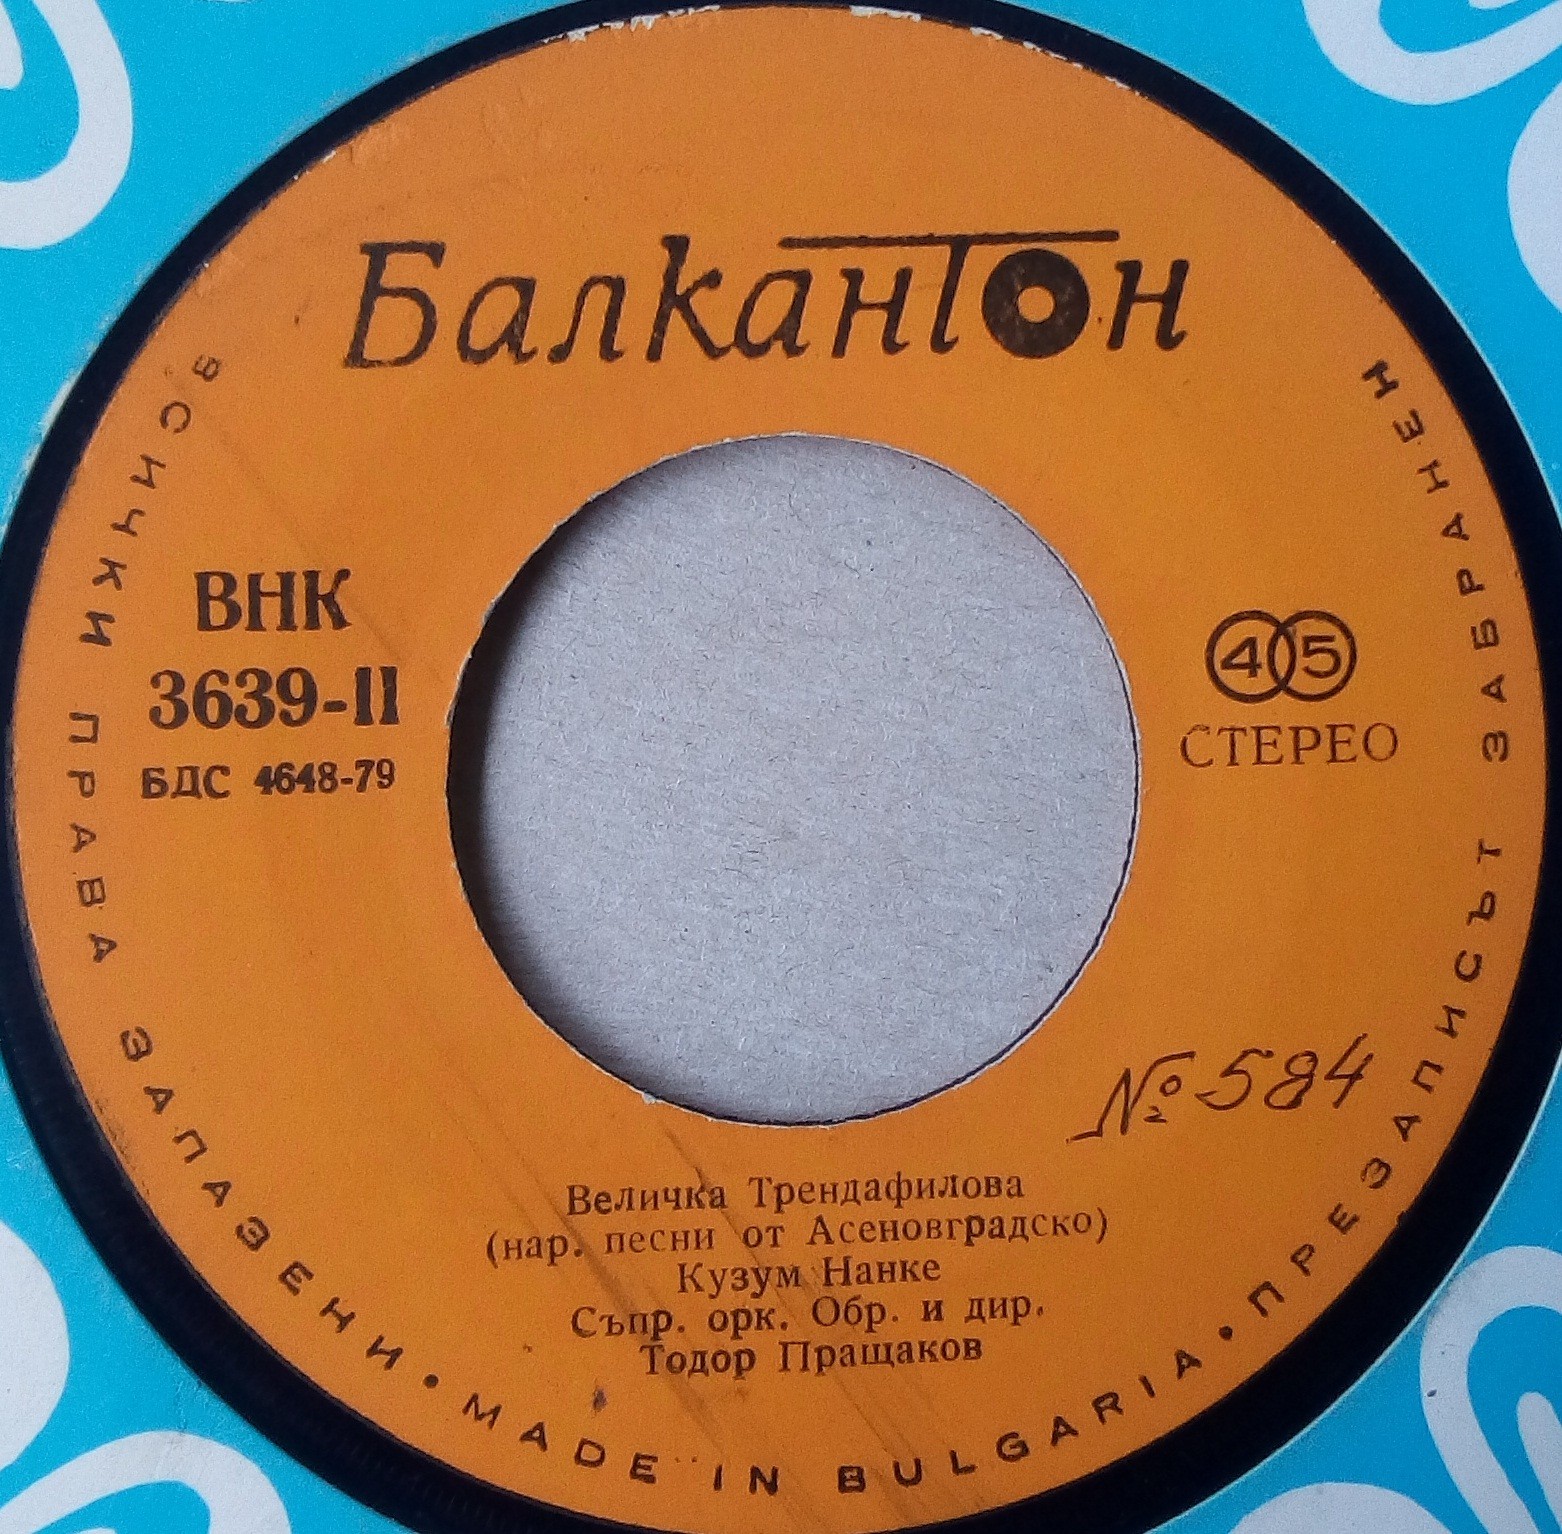 Балкантон
ВНК
3639-II
БДС 4648-79
45
СТЕРЕО
№ 584
Величка Трендафилова
(нар. песни от Асеновградско)
Кузум Нанке
Съпр. орк. Обр. и дир.
Тодор Пращаков
ВСИЧКИ ПРАВА ЗАПАЗЕНИ • MADE IN BULGARIA • ПРЕЗАПИСЪТ ЗАБРАНЕН